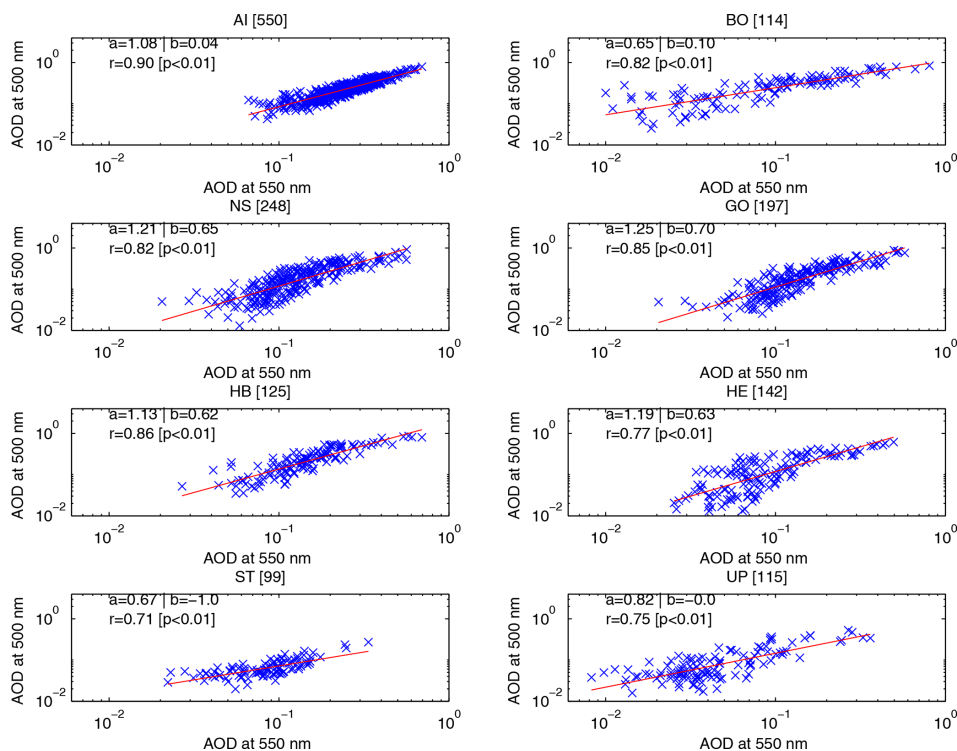 AI [550]
a=1.08 | b=0.04
r=0.90 [p<0.01]
AOD at 500 nm
10^0
10^-2
10^-2 10^-1 10^0
AOD at 550 nm
BO [114]
a=0.65 | b=0.10
r=0.82 [p<0.01]
AOD at 500 nm
10^0
10^-2
10^-2 10^-1 10^0
AOD at 550 nm
NS [248]
a=1.21 | b=0.65
r=0.82 [p<0.01]
AOD at 500 nm
10^0
10^-2
10^-2 10^-1 10^0
AOD at 550 nm
GO [197]
a=1.25 | b=0.70
r=0.85 [p<0.01]
AOD at 500 nm
10^0
10^-2
10^-2 10^-1 10^0
AOD at 550 nm
HB [125]
a=1.13 | b=0.62
r=0.86 [p<0.01]
AOD at 500 nm
10^0
10^-2
10^-2 10^-1 10^0
AOD at 550 nm
HE [142]
a=1.19 | b=0.63
r=0.77 [p<0.01]
AOD at 500 nm
10^0
10^-2
10^-2 10^-1 10^0
AOD at 550 nm
ST [99]
a=0.67 | b=−1.0
r=0.71 [p<0.01]
AOD at 500 nm
10^0
10^-2
10^-2 10^-1 10^0
AOD at 550 nm
UP [115]
a=0.82 | b=−0.0
r=0.75 [p<0.01]
AOD at 500 nm
10^0
10^-2
10^-2 10^-1 10^0
AOD at 550 nm